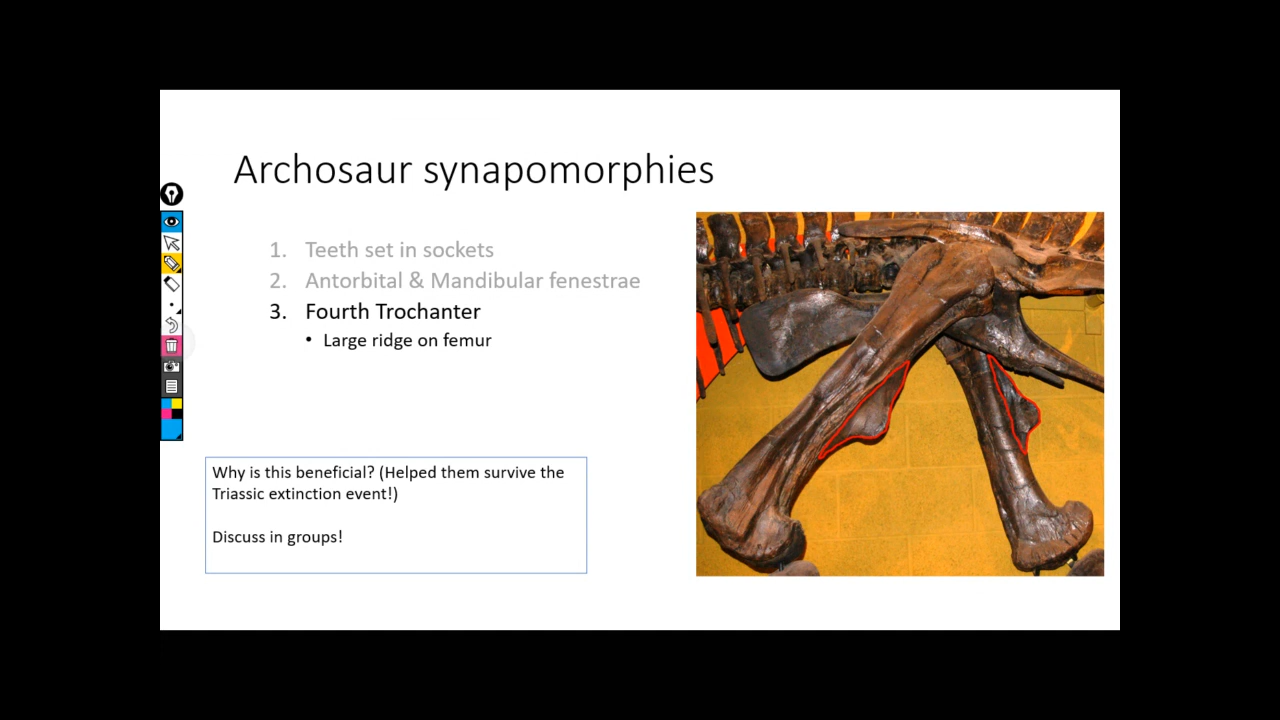 Archosaur synapomorphies
1. Teeth set in sockets
2. Antorbital & Mandibular fenestrae
3. Fourth Trochanter
• Large ridge on femur
Why is this beneficial? (Helped them survive the
Triassic extinction event!)
Discuss in groups!